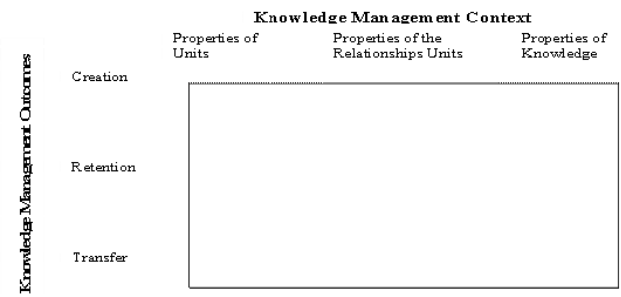 Knowledge Management Context
Properties of Units
Properties of the Relationships Units
Properties of Knowledge
Knowledge Management Outcomes
Creation
Retention
Transfer